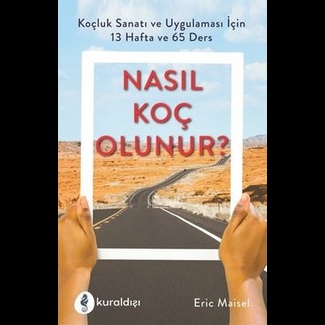 Koçluk Sanatı ve Uygulaması İçin
13 Hafta ve 65 Ders
NASIL
KOÇ
OLUNUR?
kuraldışı
Eric Maisel